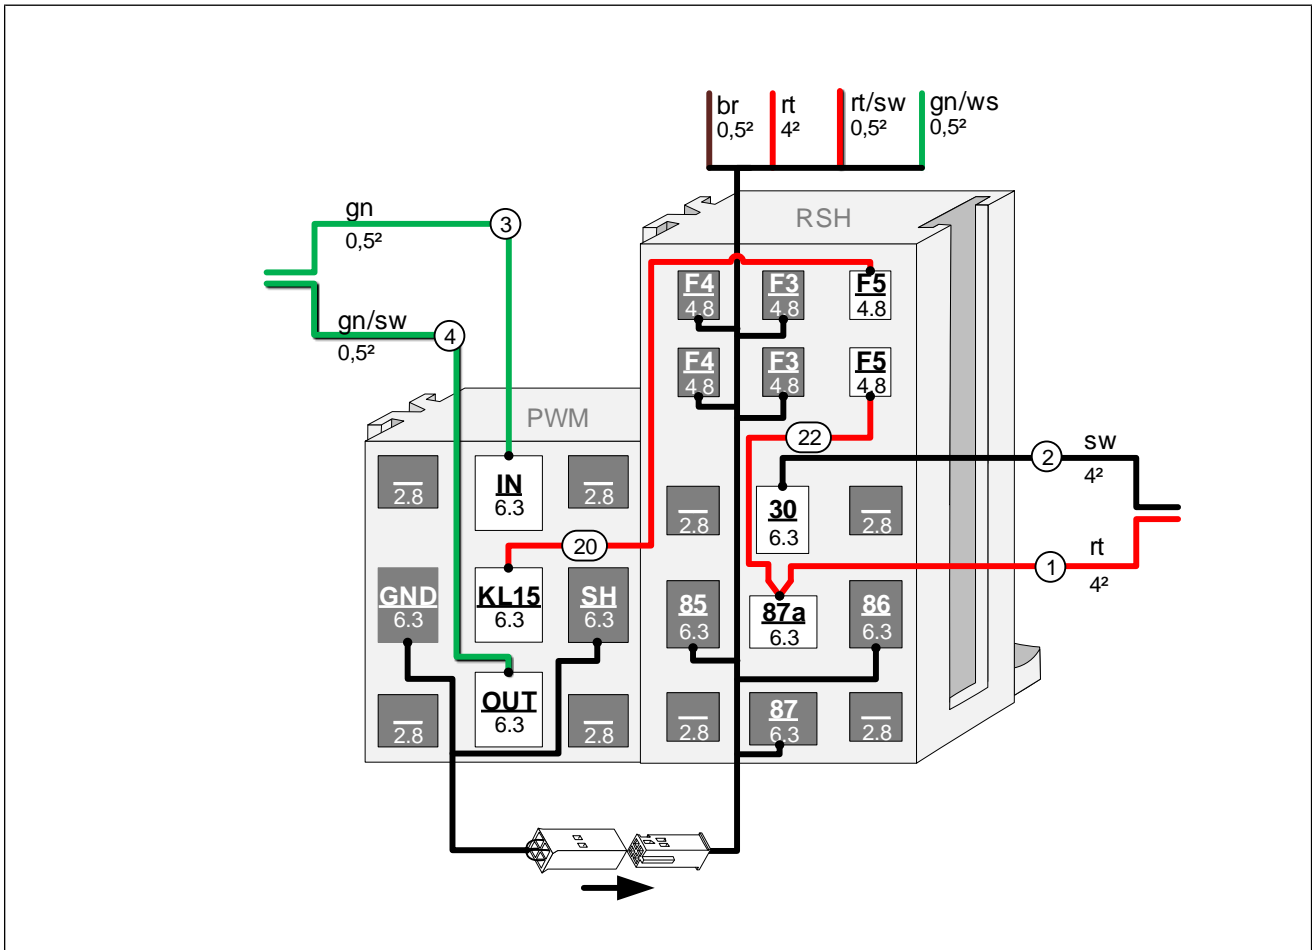 br rt rt/sw gn/ws
0,5² 4² 0,5² 0,5²
gn
0,5²
3
gn/sw
0,5²
4
RSH
F4 F3 F5
4.8 4.8 4.8
F4 F3 F5
4.8 4.8 4.8
22
PWM
2
sw
4²
IN
2.8 6.3 2.8
30
2.8 6.3 2.8
20
1
rt
4²
GND KL15 SH
6.3 6.3 6.3
85 87a 86
6.3 6.3 6.3
OUT
2.8 6.3 2.8
87
2.8 6.3 2.8